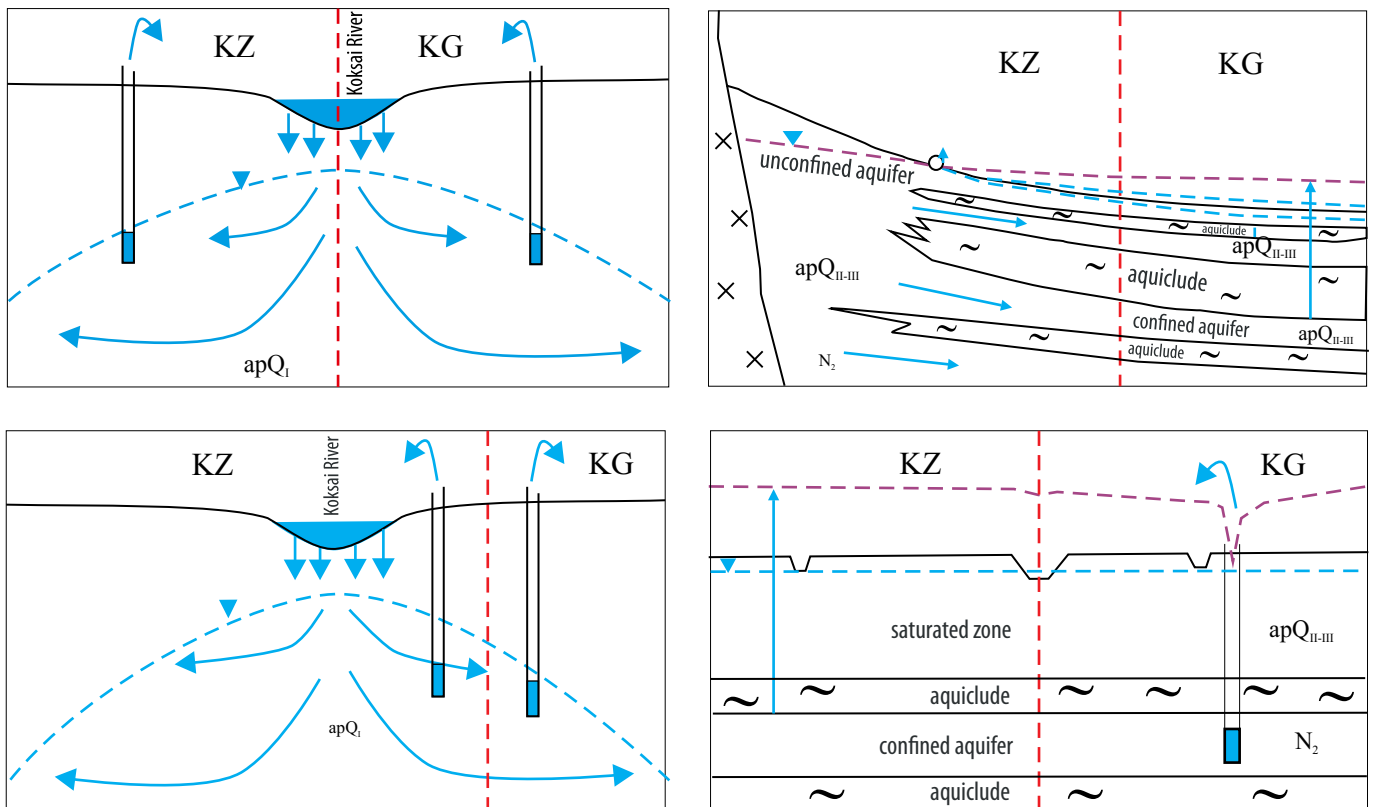 KZ
Koksai River
KG
apQI
KZ
KG
unconfined aquifer
aquiclude
apQII-III
apQII-III
aquiclude
confined aquifer
apQII-III
aquiclude
N2
KZ
Koksai River
KG
apQI
KZ
KG
saturated zone
apQII-III
aquiclude
confined aquifer
N2
aquiclude